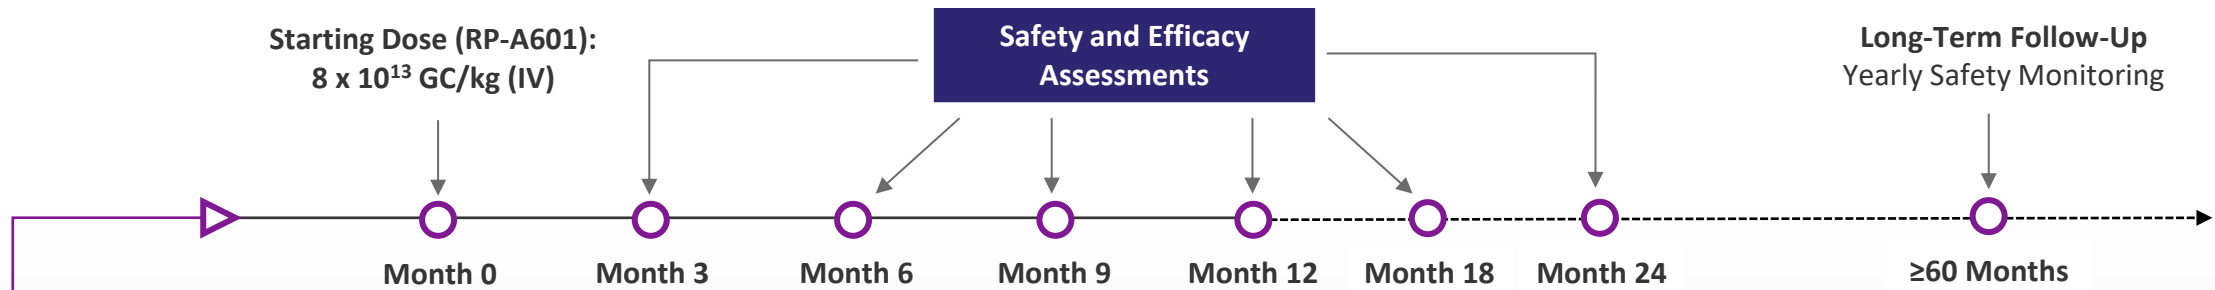 Starting Dose (RP-A601):
8 x 10¹³ GC/kg (IV)
Safety and Efficacy
Assessments
Long-Term Follow-Up
Yearly Safety Monitoring
Month 0
Month 3
Month 6
Month 9
Month 12
Month 18
Month 24
≥60 Months